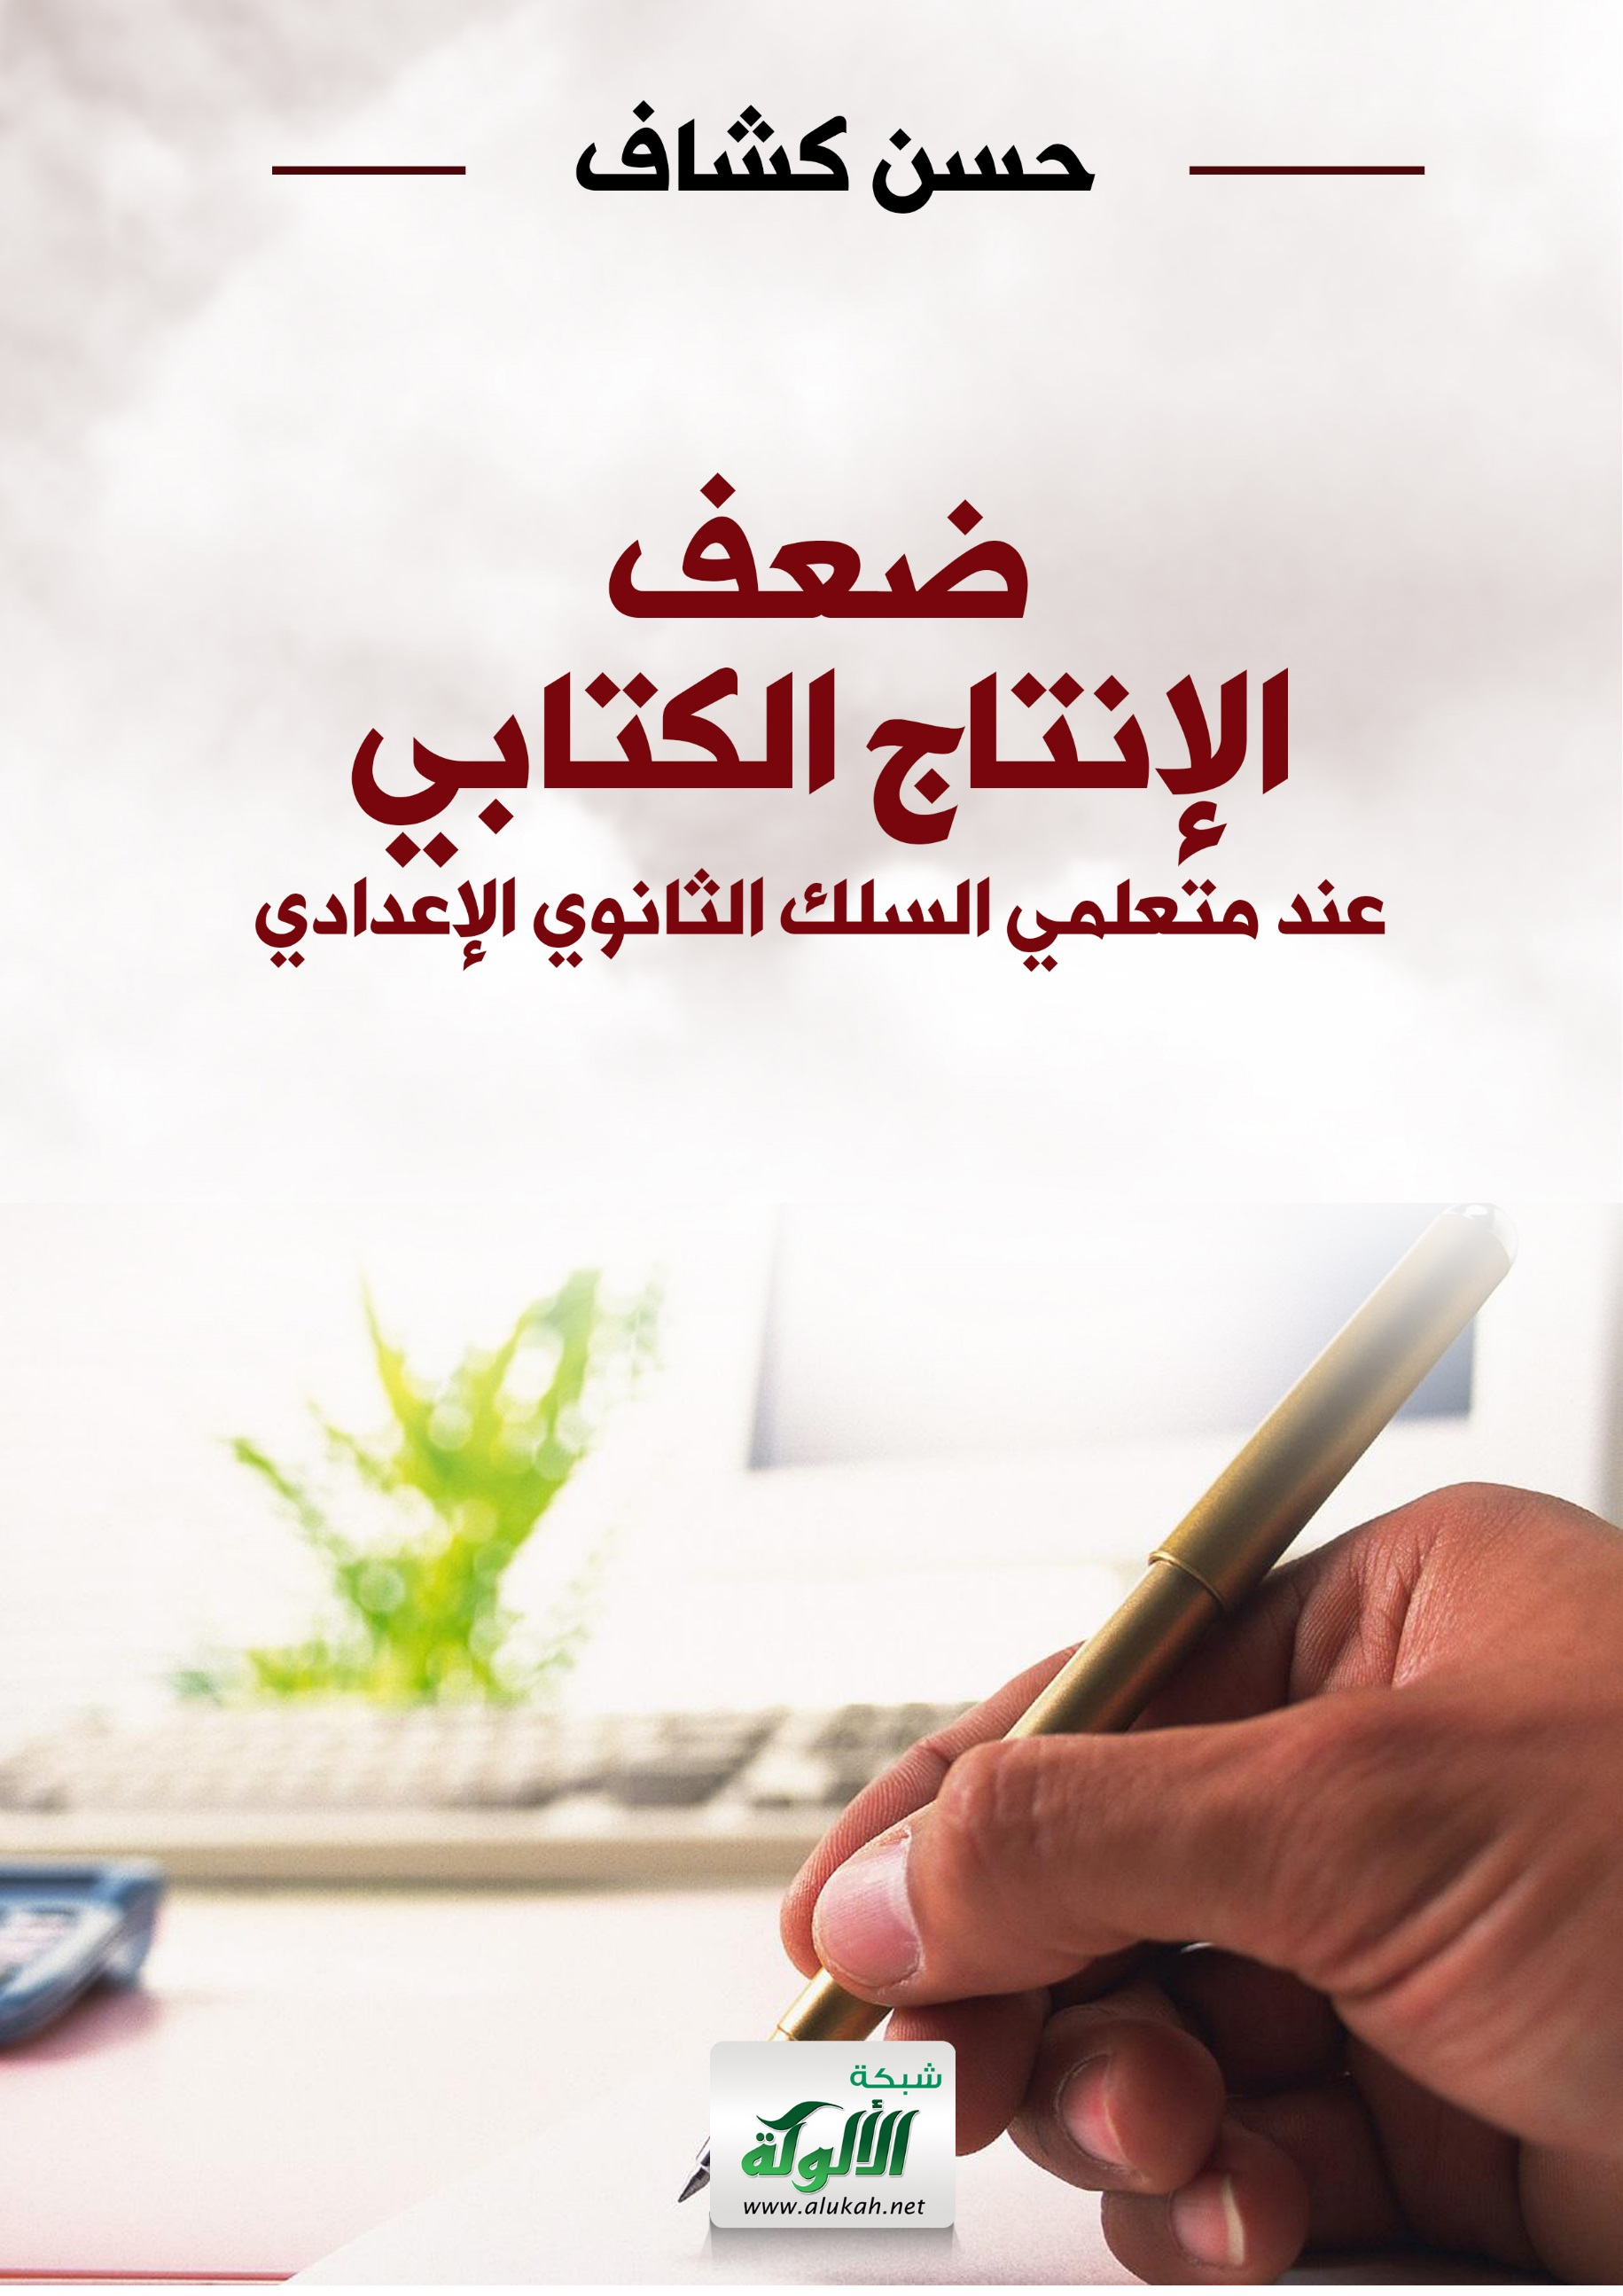 حسن كشاف
ضعف
الإنتاج الكتابي
عند متعلمي السلك الثانوي الإعدادي
شبكة
الألوكة
www.alukah.net